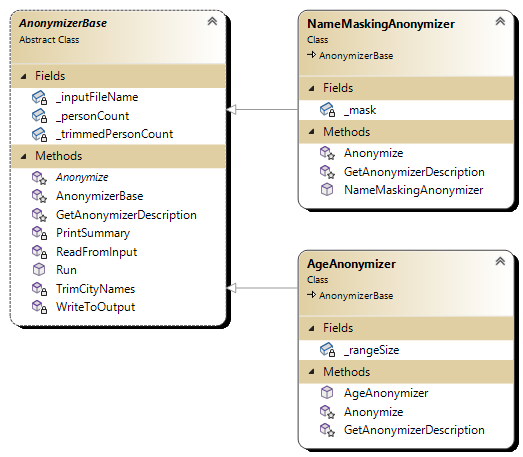 AnonymizerBase
Abstract Class
Fields
_inputFileName
_personCount
_trimmedPersonCount
Methods
Anonymize
AnonymizerBase
GetAnonymizerDescription
PrintSummary
ReadFromInput
Run
TrimCityNames
WriteToOutput
NameMaskingAnonymizer
Class
AnonymizerBase
Fields
_mask
Methods
Anonymize
GetAnonymizerDescription
NameMaskingAnonymizer
AgeAnonymizer
Class
AnonymizerBase
Fields
_rangeSize
Methods
AgeAnonymizer
Anonymize
GetAnonymizerDescription